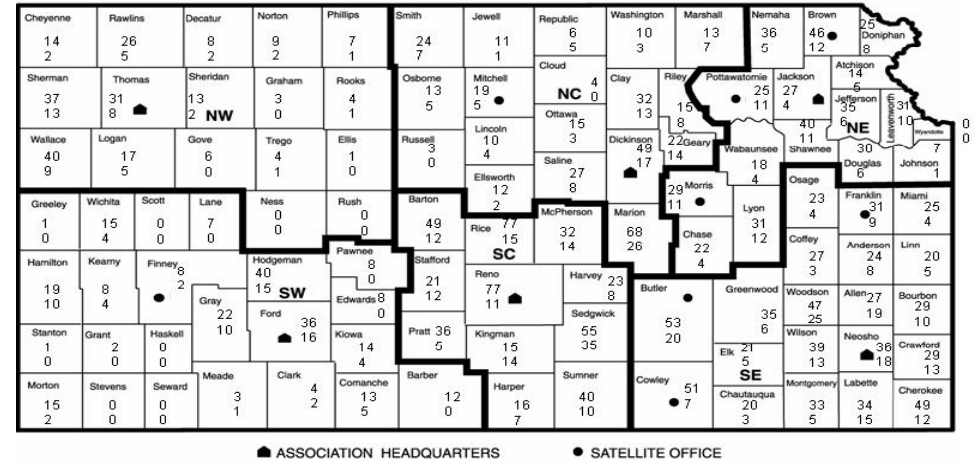 Cheyenne
14
2
Rawlins
26
5
Decatur
8
2
Norton
9
2
Phillips
7
1
Smith
24
7
Jewell
11
1
Republic
6
5
Washington
10
3
Marshall
13
7
Nemaha
36
5
Brown
46
12
25
Doniphan
8
Sherman
37
13
Thomas
31
8
Sheridan
13
2
NW
Graham
3
0
Rooks
4
1
Osborne
13
5
Mitchell
19
5
Cloud
4
0
NC
Clay
32
13
Riley
15
8
Pottawatomie
25
11
Jackson
27
4
Atchison
14
5
Jefferson
35
6
NE
Leavenworth
31
10
Wyandotte
0
0
Wallace
40
9
Logan
17
5
Gove
6
0
Trego
4
1
Ellis
1
0
Russell
3
0
Lincoln
10
4
Ottawa
15
3
Dickinson
49
17
22
Geary
14
Wabaunsee
18
4
40
11
Shawnee
30
Douglas
6
7
Johnson
1
Ellsworth
12
2
Saline
27
8
29
11
Morris
Osage
23
4
Franklin
31
9
Miami
25
4
Greeley
1
0
Wichita
15
4
Scott
0
0
Lane
7
0
Ness
0
0
Rush
0
0
Barton
49
12
Rice
77
15
SC
McPherson
32
14
Marion
68
26
Chase
22
4
Lyon
31
12
Coffey
27
3
Anderson
24
8
Linn
20
5
Hamilton
19
10
Kearny
8
4
Finney
8
2
Hodgeman
40
15
SW
Pawnee
8
0
Stafford
21
12
Reno
77
11
Harvey
23
8
Butler
53
20
Greenwood
35
6
Woodson
47
25
Allen
27
19
Bourbon
29
10
Gray
22
10
Ford
36
16
Edwards
8
0
Stanton
1
0
Grant
2
0
Haskell
0
0
Kiowa
14
4
Pratt
36
5
Kingman
15
14
Sedgwick
55
35
Elk
21
5
SE
Wilson
39
13
Neosho
36
18
Crawford
29
13
Morton
15
2
Stevens
0
0
Seward
0
0
Meade
3
1
Clark
4
2
Comanche
13
5
Barber
12
0
Harper
16
7
Sumner
40
10
Cowley
51
7
Chautauqua
20
3
Montgomery
33
5
Labette
34
15
Cherokee
49
12
ASSOCIATION HEADQUARTERS
SATELLITE OFFICE